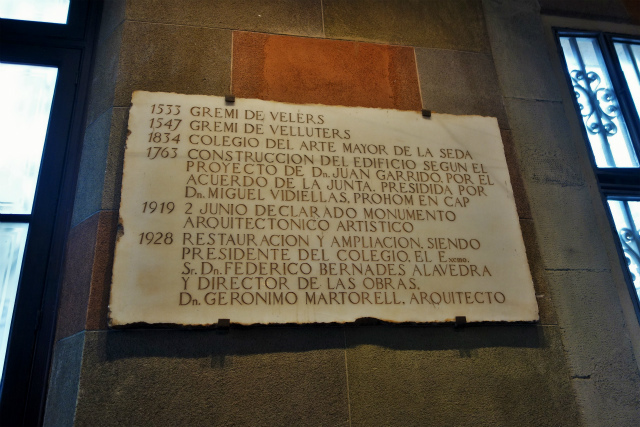 1533 GREMI DE VELÈRS
1547 GREMI DE VELLUTERS
1834 COLEGIO DEL ARTE MAYOR DE LA SEDA
1763 CONSTRUCCION DEL EDIFICIO SEGUN EL
PROYECTO DE Dn. JUAN GARRIDO, POR EL
ACUERDO DE LA JUNTA, PRESIDIDA POR
Dn. MIGUEL VIDIELLAS, PROHOM EN CAP
1919 2 JUNIO DECLARADO MONUMENTO
ARQUITECTONICO ARTISTICO
1928 RESTAURACION Y AMPLIACION, SIENDO
PRESIDENTE DEL COLEGIO, EL EXCMO.
Sr. Dn. FEDERICO BERNADES ALAVEDRA
Y DIRECTOR DE LAS OBRAS,
Dn. GERONIMO MARTORELL, ARQUITECTO